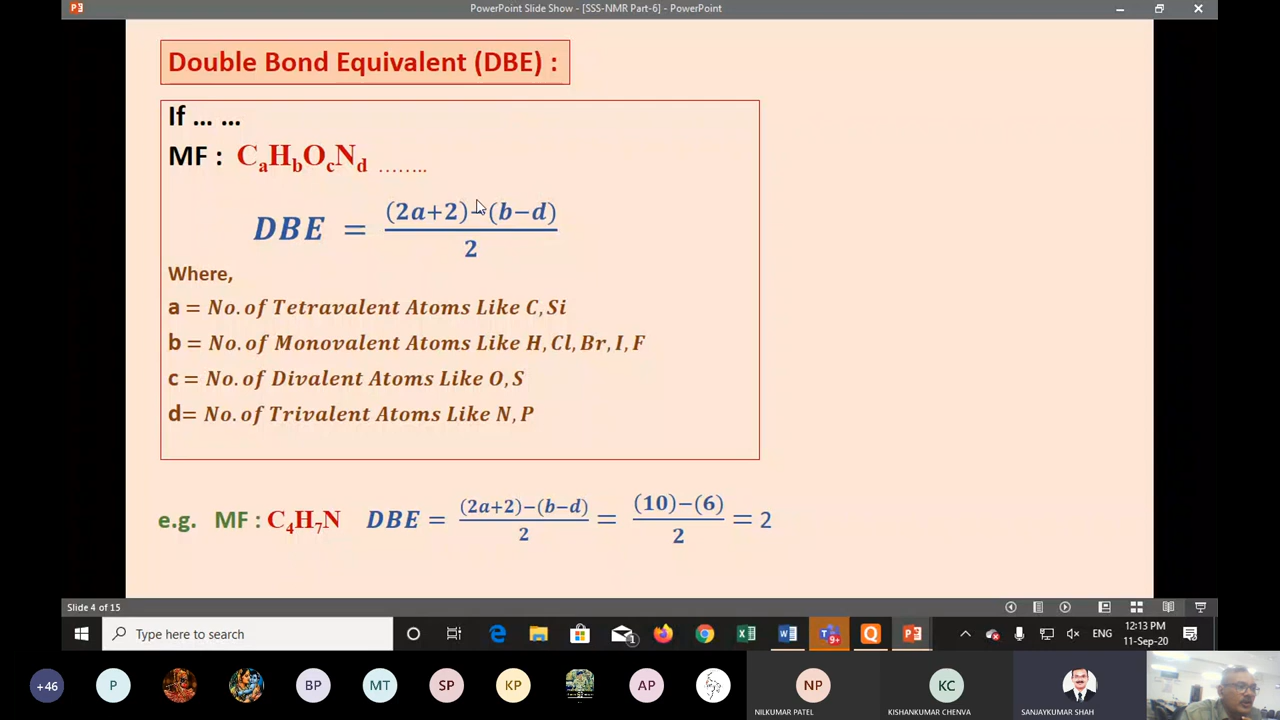 PowerPoint Slide Show - [SSS-NMR Part-6] - PowerPoint
Double Bond Equivalent (DBE) :
If ... ...
MF : CaHbOcNd ........
DBE = (2a+2)-(b-d) / 2
Where,
a = No. of Tetravalent Atoms Like C, Si
b = No. of Monovalent Atoms Like H, Cl, Br, I, F
c = No. of Divalent Atoms Like O, S
d= No. of Trivalent Atoms Like N, P
e.g. MF : C4H7N DBE = (2a+2)-(b-d) / 2 = (10)-(6) / 2 = 2
Slide 4 of 15
Type here to search
1
9+
ENG
12:13 PM
11-Sep-20
+46
P
BP
MT
SP
KP
AP
NP
NILKUMAR PATEL
KC
KISHANKUMAR CHENVA
SANJAYKUMAR SHAH